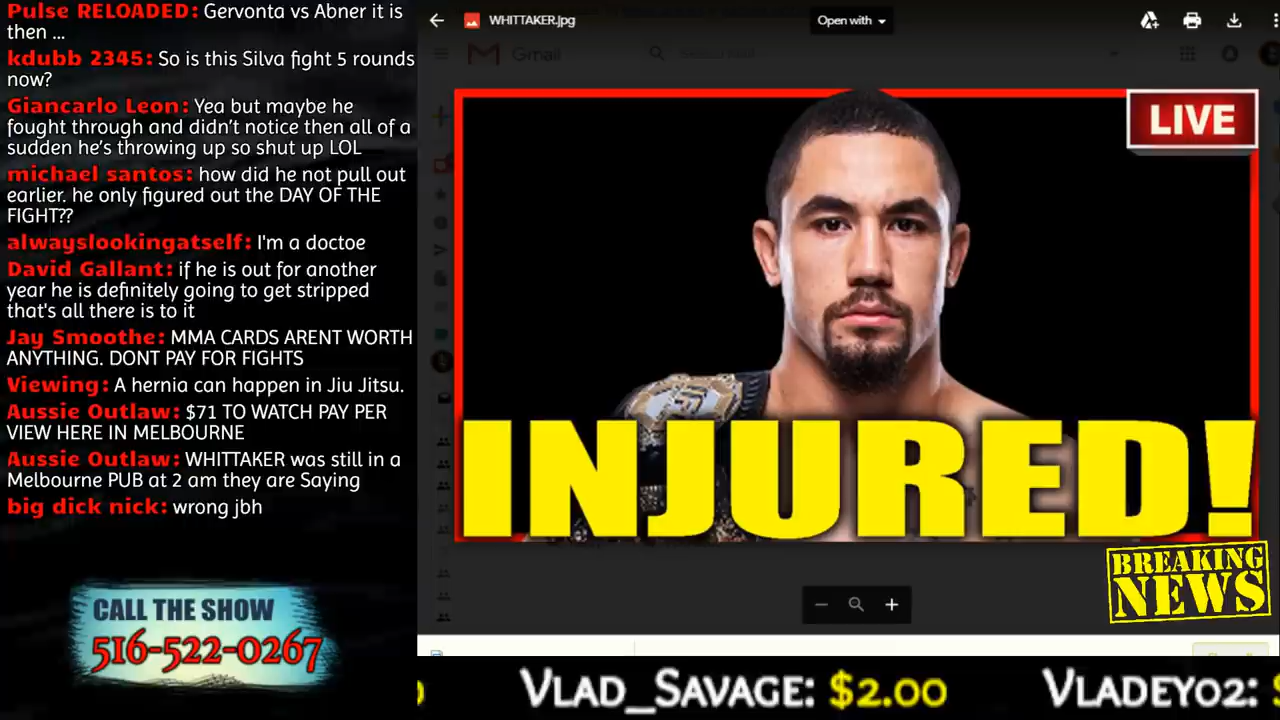 Pulse RELOADED: Gervonta vs Abner it is
then ...
kdubb 2345: So is this Silva fight 5 rounds
now?
Giancarlo Leon: Yea but maybe he
fought through and didn't notice then all of a
sudden he's throwing up so shut up LOL
michael santos: how did he not pull out
earlier. he only figured out the DAY OF THE
FIGHT??
alwayslookingatself: I'm a doctoe
David Gallant: if he is out for another
year he is definitely going to get stripped
that's all there is to it
Jay Smoothe: MMA CARDS ARENT WORTH
ANYTHING. DONT PAY FOR FIGHTS
Viewing: A hernia can happen in Jiu Jitsu.
Aussie Outlaw: $71 TO WATCH PAY PER
VIEW HERE IN MELBOURNE
Aussie Outlaw: WHITTAKER was still in a
Melbourne PUB at 2 am they are Saying
big dick nick: wrong jbh
CALL THE SHOW
516-522-0267
WHITTAKER.jpg
Open with
Gmail
LIVE
INJURED!
BREAKING
NEWS
VLAD_SAVAGE: $2.00 VLADEY02: $